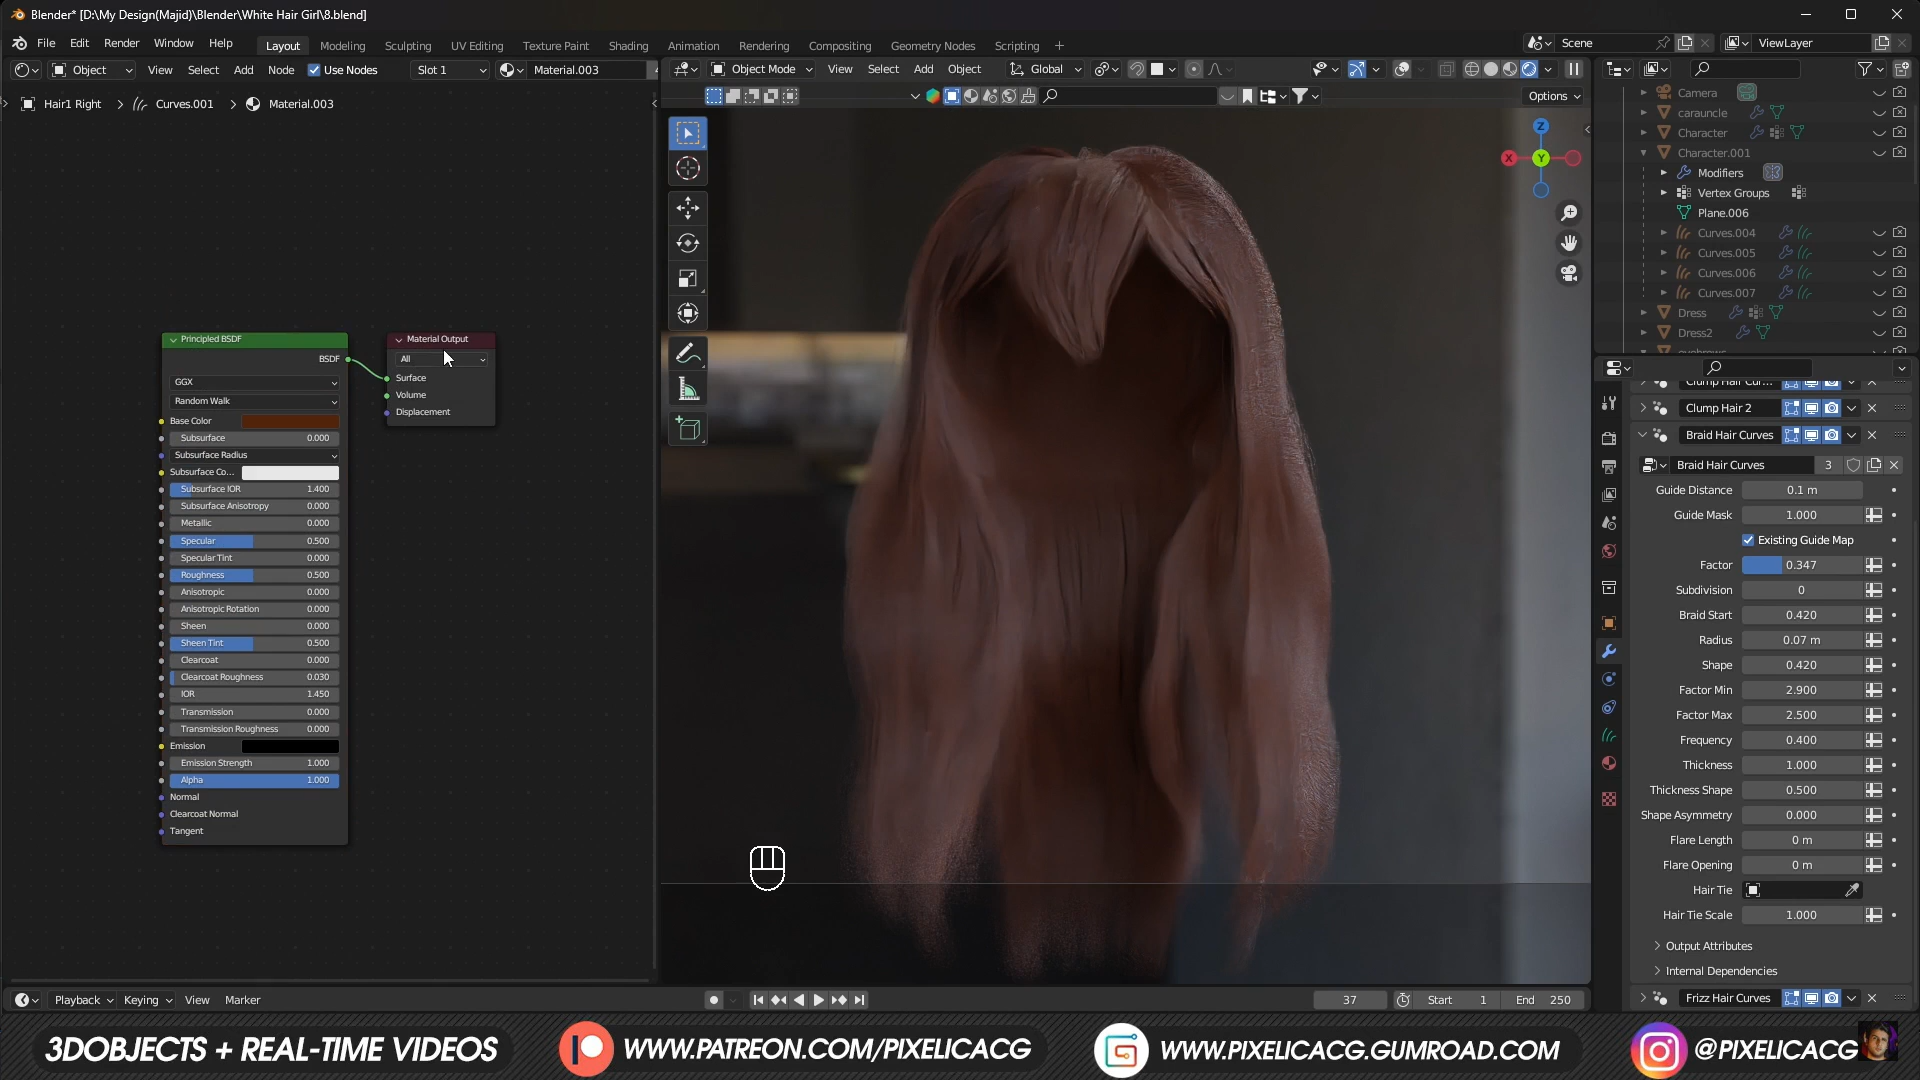 Blender* [D:\My Design(Majid)\Blender\White Hair Girl\8.blend]
File Edit Render Window Help Layout Modeling Sculpting UV Editing Texture Paint Shading Animation Rendering Compositing Geometry Nodes Scripting + Scene ViewLayer
Object View Select Add Node Use Nodes Slot 1 Material.003 Object Mode View Select Add Object Global
Hair1 Right > Curves.001 > Material.003 Options
Camera
carauncle
Character
Character.001
Modifiers
Vertex Groups
Plane.006
Curves.004
Curves.005
Curves.006
Curves.007
Dress
Dress2
eyebrows
Z
X Y
Principled BSDF
BSDF
GGX
Random Walk
Base Color
Subsurface 0.000
Subsurface Radius
Subsurface Co...
Subsurface IOR 1.400
Subsurface Anisotropy 0.000
Metallic 0.000
Specular 0.500
Specular Tint 0.000
Roughness 0.500
Anisotropic 0.000
Anisotropic Rotation 0.000
Sheen 0.000
Sheen Tint 0.500
Clearcoat 0.000
Clearcoat Roughness 0.030
IOR 1.450
Transmission 0.000
Transmission Roughness 0.000
Emission
Emission Strength 1.000
Alpha 1.000
Normal
Clearcoat Normal
Tangent
Material Output
All
Surface
Volume
Displacement
Clump Hair Cur...
Clump Hair 2
Braid Hair Curves
Braid Hair Curves 3
Guide Distance 0.1 m
Guide Mask 1.000
Existing Guide Map
Factor 0.347
Subdivision 0
Braid Start 0.420
Radius 0.07 m
Shape 0.420
Factor Min 2.900
Factor Max 2.500
Frequency 0.400
Thickness 1.000
Thickness Shape 0.500
Shape Asymmetry 0.000
Flare Length 0 m
Flare Opening 0 m
Hair Tie
Hair Tie Scale 1.000
Output Attributes
Internal Dependencies
Frizz Hair Curves
Playback Keying View Marker 37 Start 1 End 250
3DOBJECTS + REAL-TIME VIDEOS WWW.PATREON.COM/PIXELICACG WWW.PIXELICACG.GUMROAD.COM @PIXELICACG